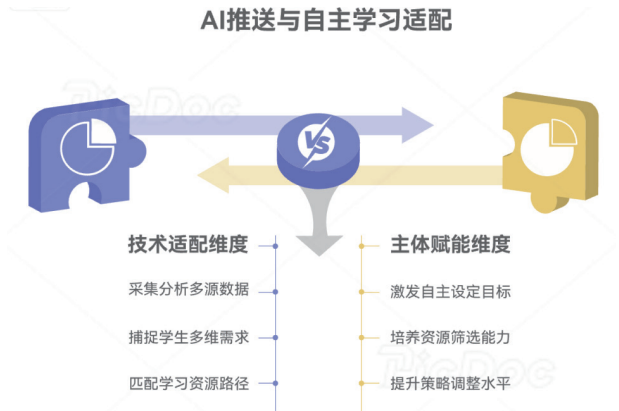 AI推送与自主学习适配
VS
技术适配维度
采集分析多源数据
捕捉学生多维需求
匹配学习资源路径
主体赋能维度
激发自主设定目标
培养资源筛选能力
提升策略调整水平
PicDoc
PicDoc